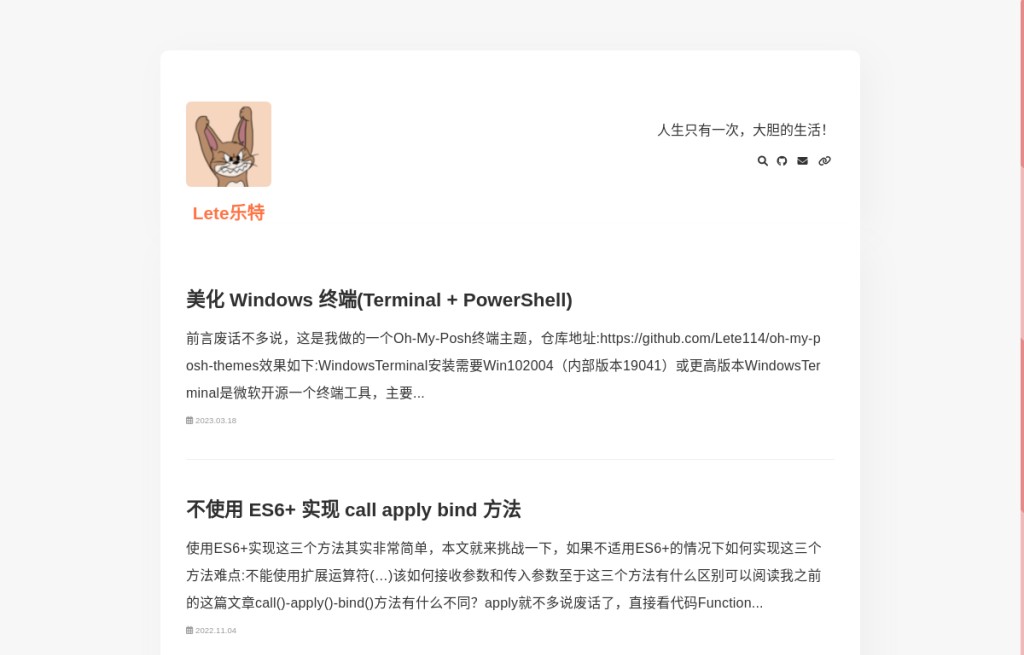 人生只有一次，大胆的生活！
Lete乐特
美化 Windows 终端(Terminal + PowerShell)
前言废话不多说，这是我做的一个Oh-My-Posh终端主题，仓库地址:https://github.com/Lete114/oh-my-p
osh-themes效果如下:WindowsTerminal安装需要Win102004（内部版本19041）或更高版本WindowsTer
minal是微软开源一个终端工具，主要...
2023.03.18
不使用 ES6+ 实现 call apply bind 方法
使用ES6+实现这三个方法其实非常简单，本文就来挑战一下，如果不适用ES6+的情况下如何实现这三个
方法难点:不能使用扩展运算符(…)该如何接收参数和传入参数至于这三个方法有什么区别可以阅读我之前
的这篇文章call()-apply()-bind()方法有什么不同？apply就不多说废话了，直接看代码Function...
2022.11.04